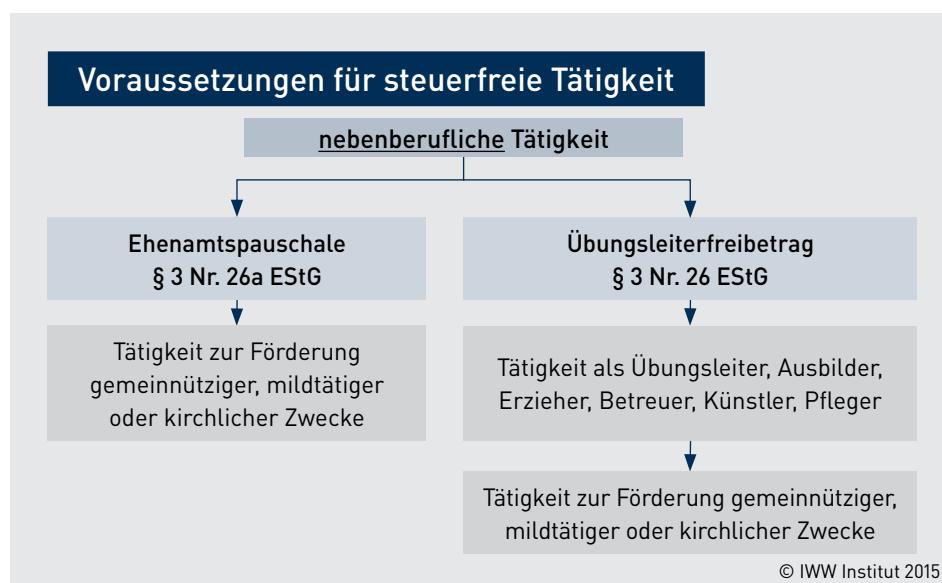 Voraussetzungen für steuerfreie Tätigkeit
nebenberufliche Tätigkeit
Ehenamtspauschale
§ 3 Nr. 26a EStG
Tätigkeit zur Förderung
gemeinnütziger, mildtätiger
oder kirchlicher Zwecke
Übungsleiterfreibetrag
§ 3 Nr. 26 EStG
Tätigkeit als Übungsleiter, Ausbilder,
Erzieher, Betreuer, Künstler, Pfleger
Tätigkeit zur Förderung gemeinnütziger,
mildtätiger oder kirchlicher Zwecke
© IWW Institut 2015